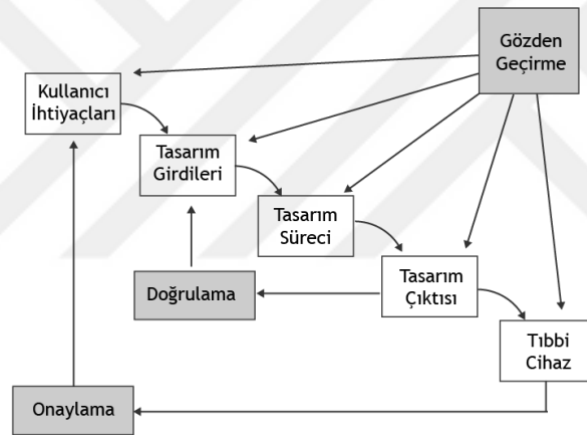 Gözden
Geçirme
Kullanıcı
İhtiyaçları
Tasarım
Girdileri
Tasarım
Süreci
Tasarım
Çıktısı
Doğrulama
Tıbbi
Cihaz
Onaylama